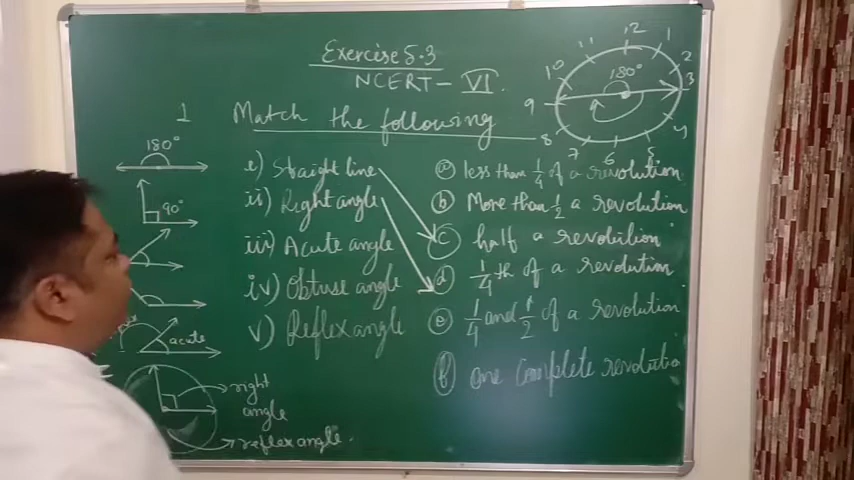 Exercise 5.3
NCERT - VI.
1 Match the following
i) Straight line
ii) Right angle
iii) Acute angle
iv) Obtuse angle
v) Reflex angle
a less than 1/4 of a revolution
b More than 1/2 a revolution
c half a revolution
d 1/4th of a revolution
e 1/4 and 1/2 of a revolution
f one complete revolution
180°
90°
acute
right
angle
reflex angle.
12
1
2
3
4
5
6
7
8
9
10
11
180°